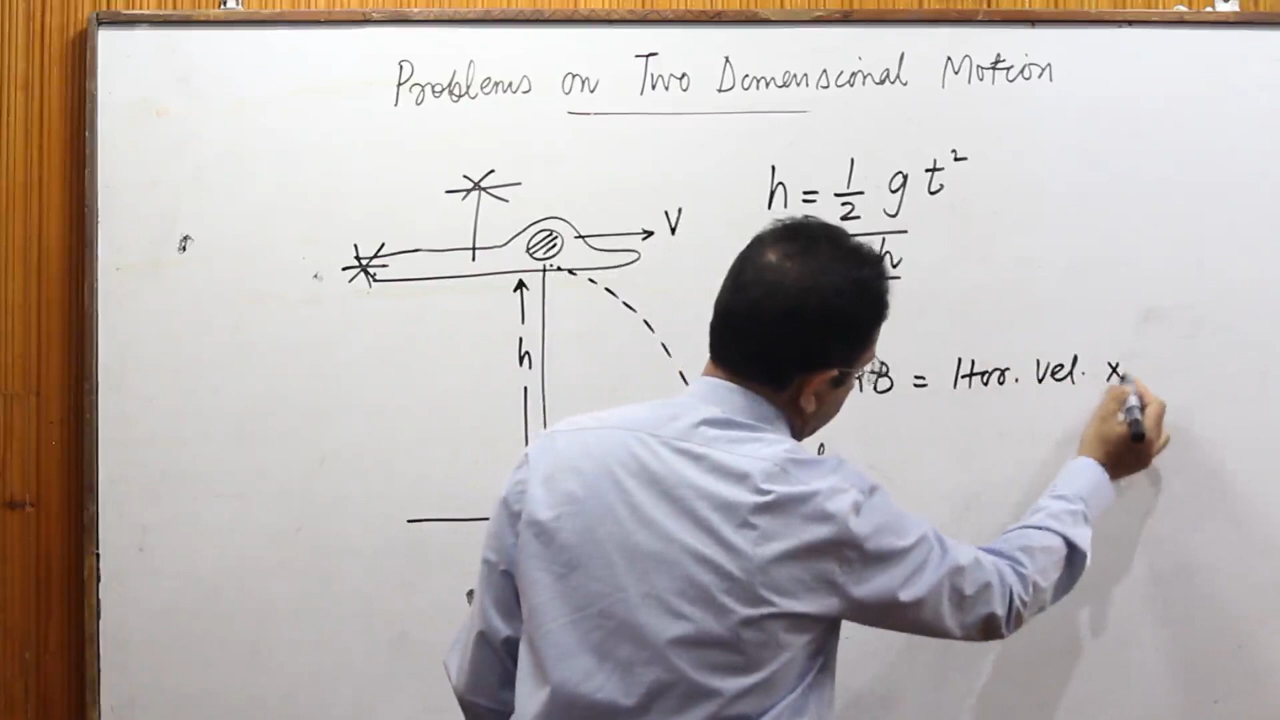 Problems on Two Dimensional Motion
h = 1/2 g t²
V
h
h
B = Hor. vel. x